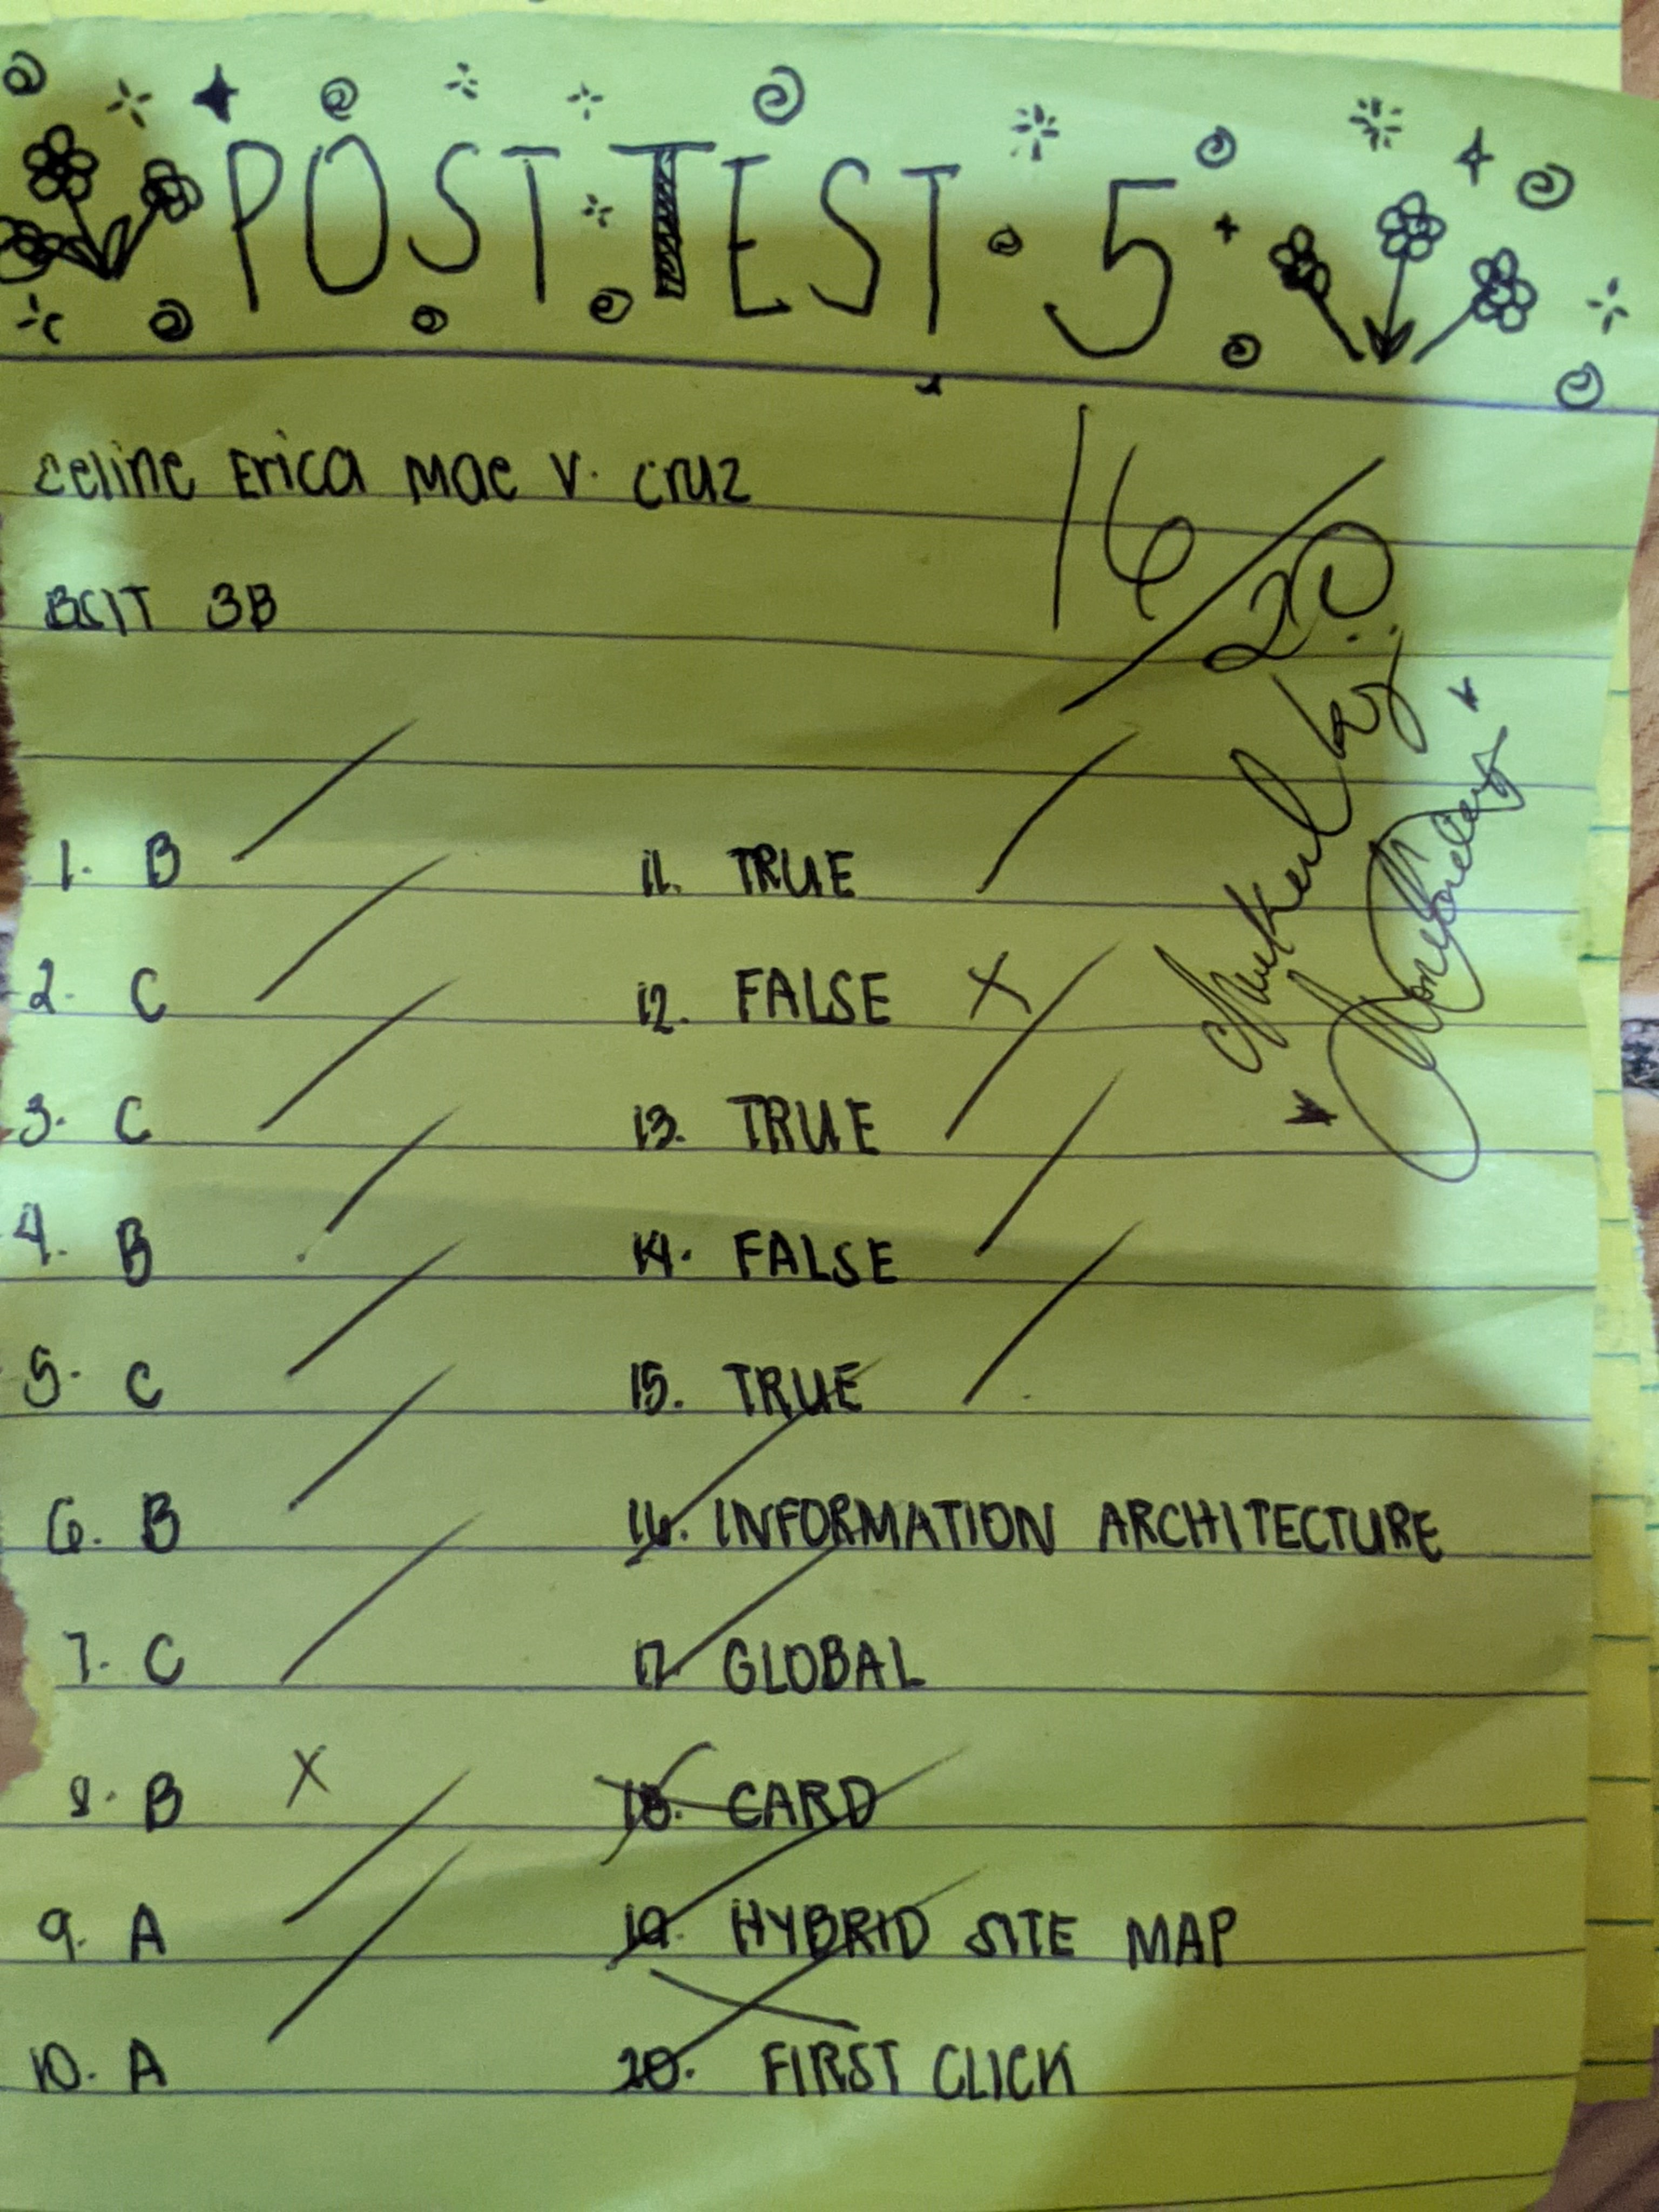 POST TEST 5
Celine Erica Mae V. Cruz
16/20
BSIT 3B
by:
1. B
2. C
3. C
4. B
5. C
6. B
7. C
8. B
9. A
10. A
11. TRUE
12. FALSE
13. TRUE
14. FALSE
15. TRUE
16. INFORMATION ARCHITECTURE
17. GLOBAL
18. CARD
19. HYBRID SITE MAP
20. FIRST CLICK